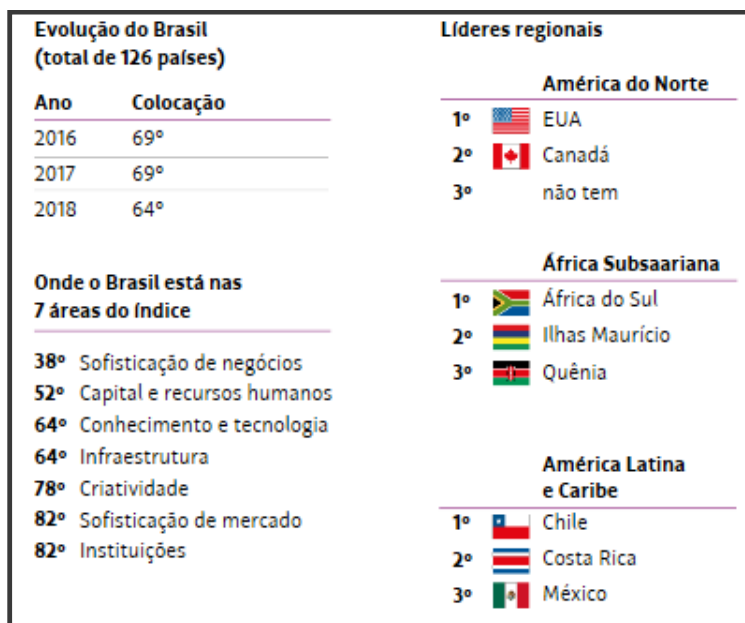 Evolução do Brasil
(total de 126 países)
Ano Colocação
2016 69º
2017 69º
2018 64º
Onde o Brasil está nas
7 áreas do índice
38º Sofisticação de negócios
52º Capital e recursos humanos
64º Conhecimento e tecnologia
64º Infraestrutura
78º Criatividade
82º Sofisticação de mercado
82º Instituições
Líderes regionais
América do Norte
1º EUA
2º Canadá
3º não tem
África Subsaariana
1º África do Sul
2º Ilhas Maurício
3º Quênia
América Latina
e Caribe
1º Chile
2º Costa Rica
3º México